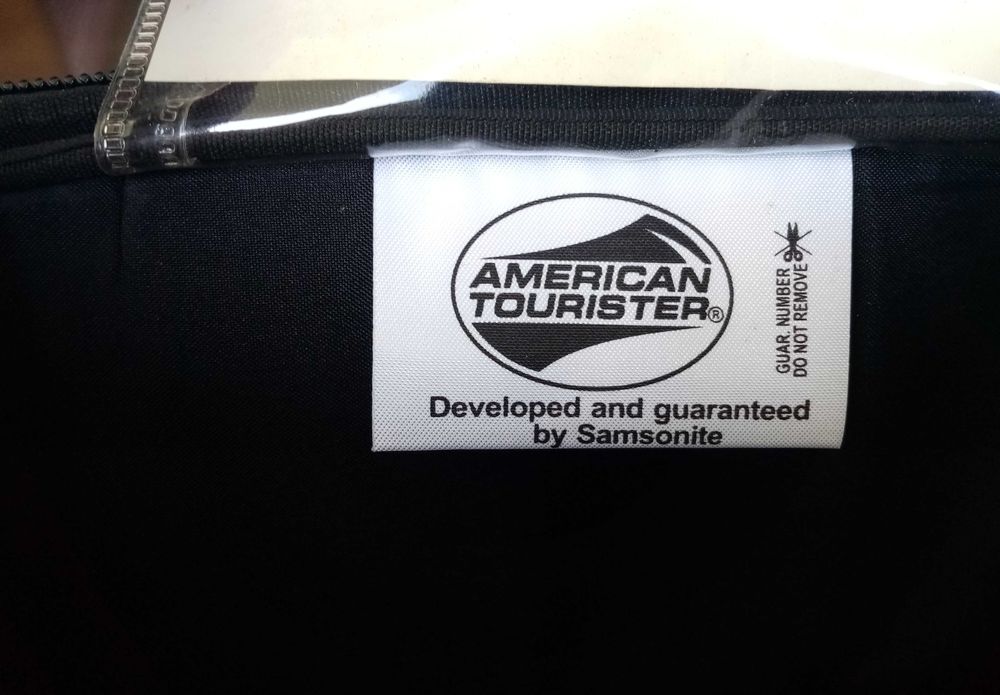 AMERICAN
TOURISTER®
Developed and guaranteed
by Samsonite
GUAR. NUMBER
DO NOT REMOVE